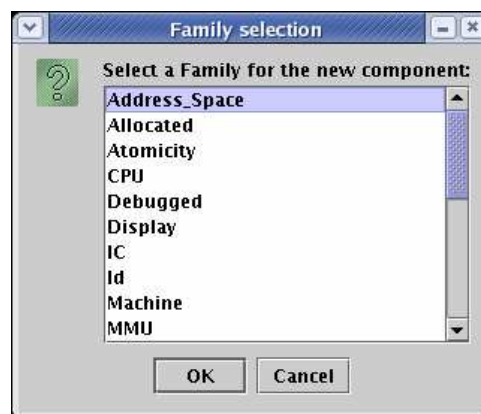 Family selection
Select a Family for the new component:
Address_Space
Allocated
Atomicity
CPU
Debugged
Display
IC
Id
Machine
MMU
OK Cancel